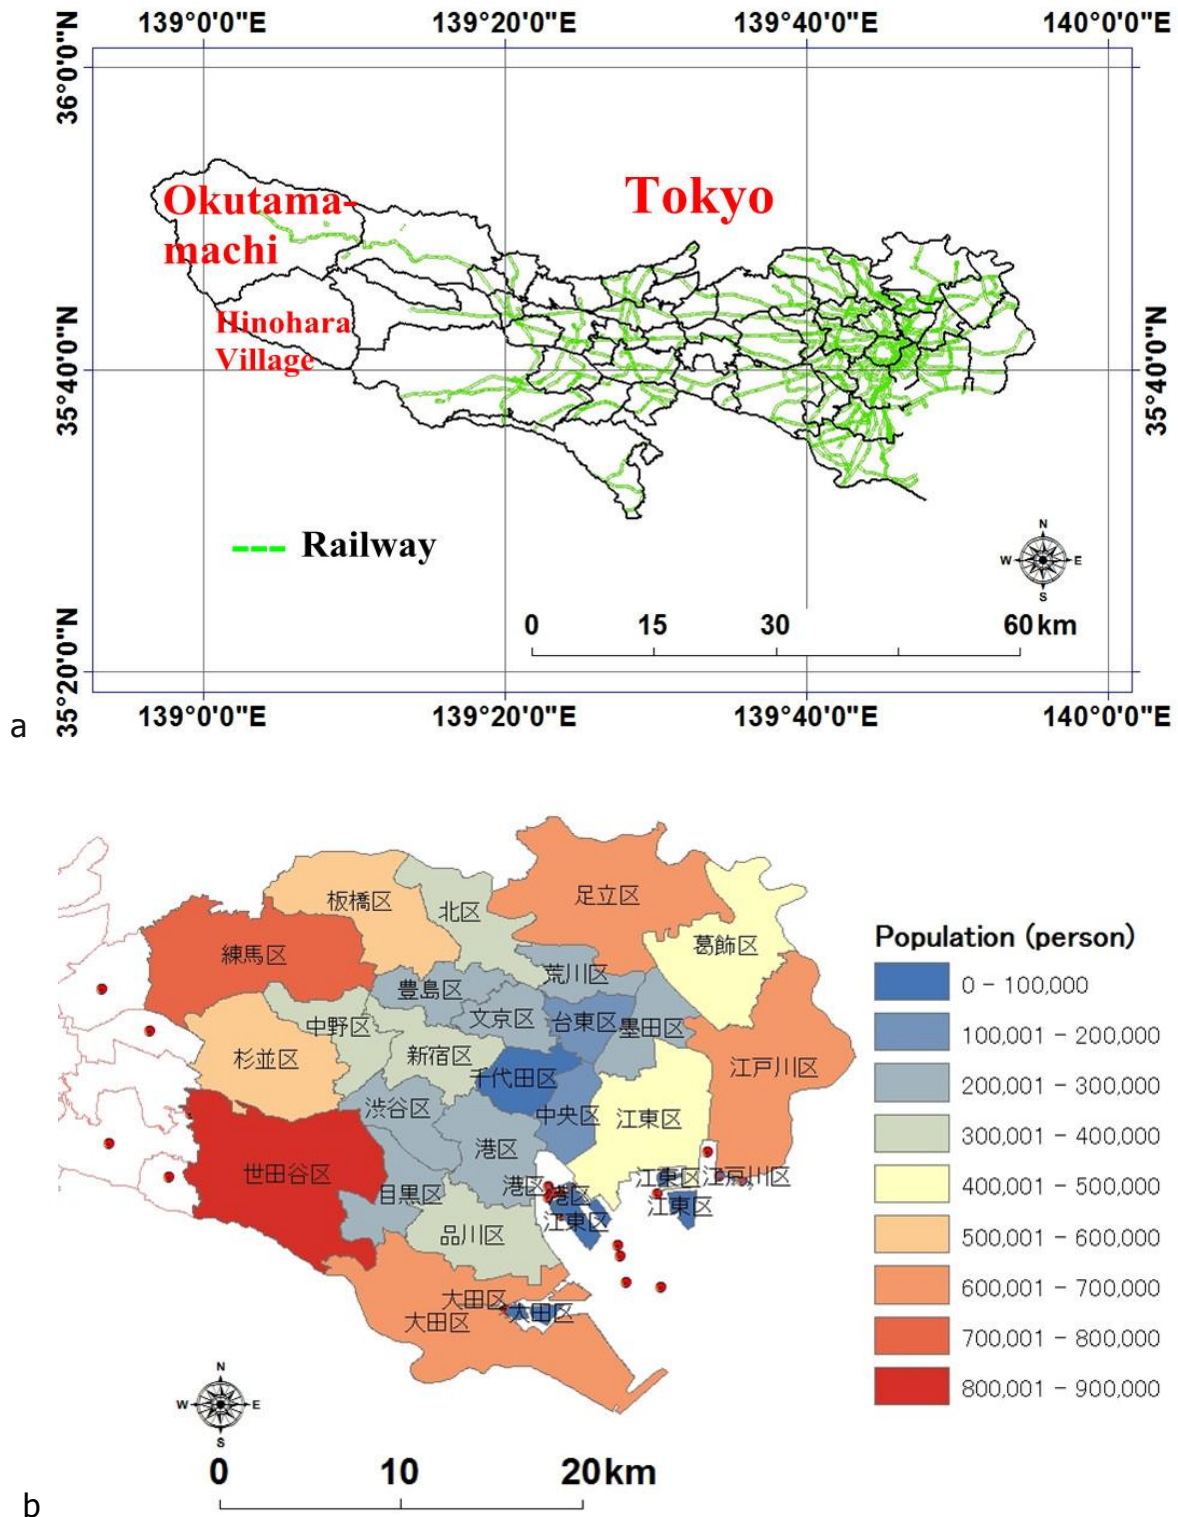 139°0'0"E 139°20'0"E 139°40'0"E 140°0'0"E
36°0'0"N
35°40'0"N
35°20'0"N
35°40'0"N
Okutama-
machi
Tokyo
Hinohara
Village
Railway
N
W E
S
0 15 30 60 km
139°0'0"E 139°20'0"E 139°40'0"E 140°0'0"E
a
足立区
板橋区
北区
葛飾区
練馬区
荒川区
豊島区
文京区
台東区
墨田区
中野区
杉並区
新宿区
千代田区
江戸川区
渋谷区
中央区
江東区
港区
世田谷区
目黒区
港区
港区
江東区
江東区
江戸川区
江東区
品川区
大田区
大田区
大田区
Population (person)
0 - 100,000
100,001 - 200,000
200,001 - 300,000
300,001 - 400,000
400,001 - 500,000
500,001 - 600,000
600,001 - 700,000
700,001 - 800,000
800,001 - 900,000
N
W E
S
0 10 20km
b